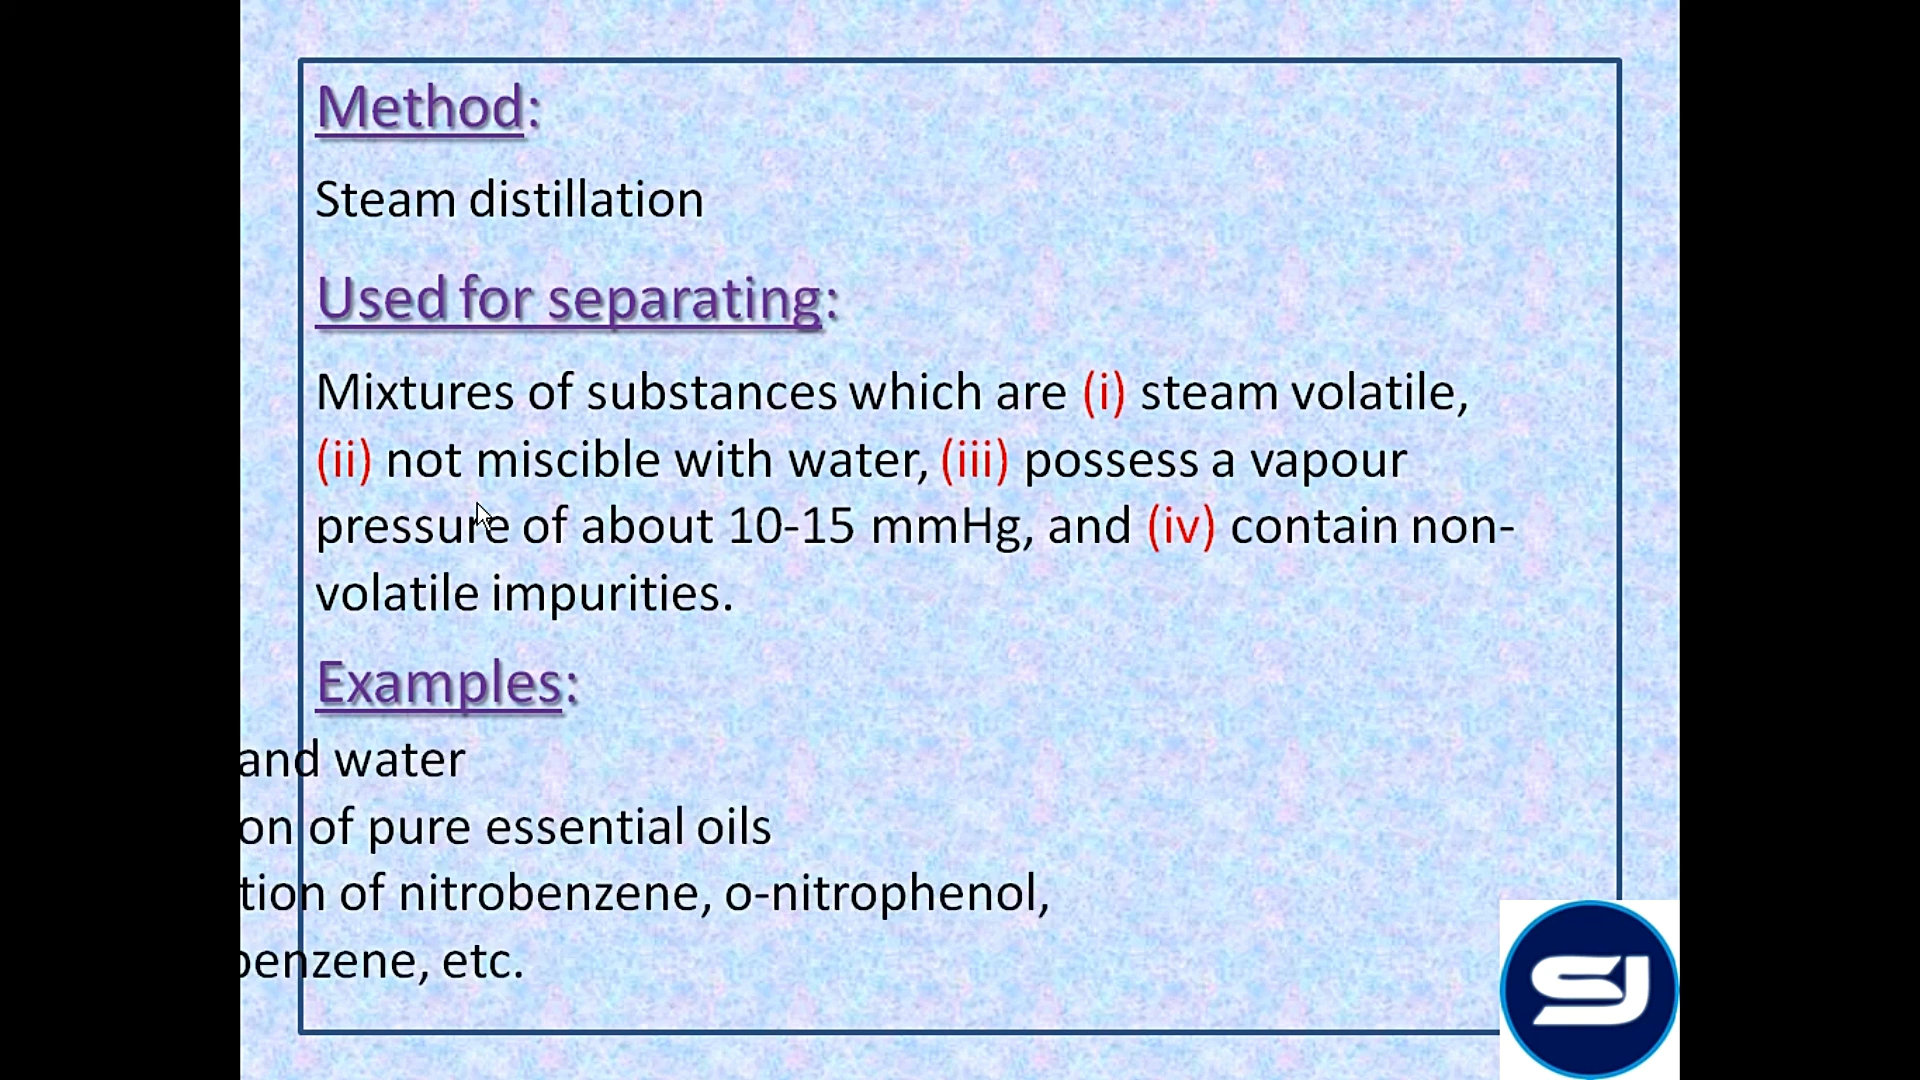 Method:
Steam distillation
Used for separating:
Mixtures of substances which are (i) steam volatile,
(ii) not miscible with water, (iii) possess a vapour
pressure of about 10-15 mmHg, and (iv) contain non-
volatile impurities.
Examples:
and water
on of pure essential oils
tion of nitrobenzene, o-nitrophenol,
benzene, etc.
SJ